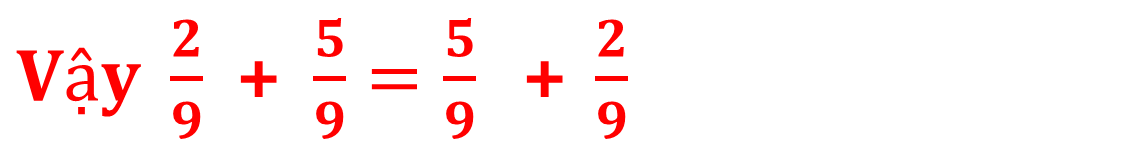 Vậy 2/9 + 5/9 = 5/9 + 2/9